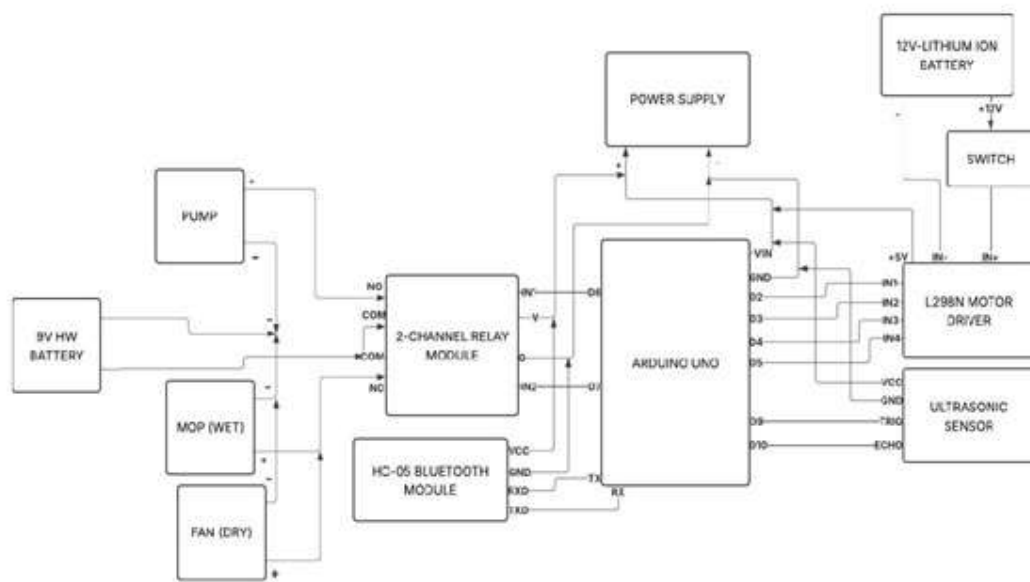 12V-LITHIUM ION
BATTERY
POWER SUPPLY
+12V
-
SWITCH
+
-
PUMP
-
+5V
IN-
IN+
VIN
GND
NO
COM
COM
NC
2-CHANNEL RELAY
MODULE
IN1
V
G
IN2
D6
D7
ARDUINO UNO
D2
D3
D4
D5
D9
D10
IN1
IN2
IN3
IN4
L298N MOTOR
DRIVER
9V HW
BATTERY
-
-
VCC
GND
TRIG
ECHO
ULTRASONIC
SENSOR
MOP (WET)
+
-
HC-05 BLUETOOTH
MODULE
VCC
GND
RXD
TXD
TX
RX
FAN (DRY)
+